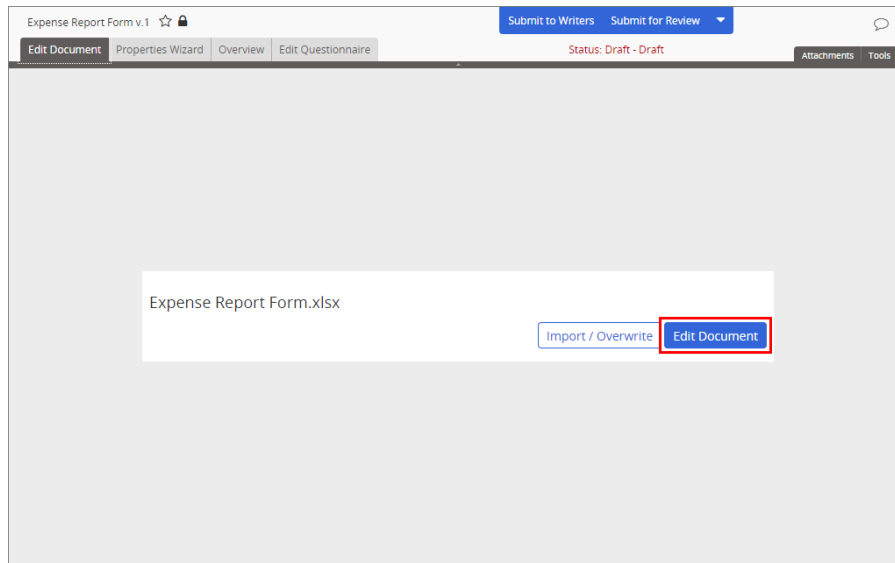 Expense Report Form v.1
Submit to Writers Submit for Review
Edit Document Properties Wizard Overview Edit Questionnaire
Status: Draft - Draft
Attachments Tools
Expense Report Form.xlsx
Import / Overwrite Edit Document